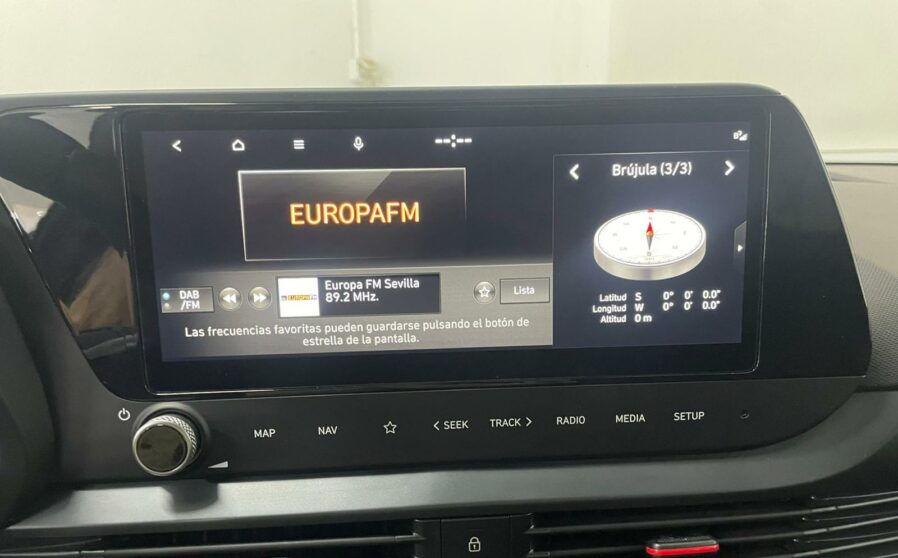 --:--
Brújula (3/3)
EUROPAFM
DAB
/FM
EUROPAFM
Europa FM Sevilla
89.2 MHz.
Lista
Las frecuencias favoritas pueden guardarse pulsando el botón de
estrella de la pantalla.
Latitud S 0° 0' 0.0"
Longitud W 0° 0' 0.0"
Altitud 0 m
MAP
NAV
SEEK
TRACK
RADIO
MEDIA
SETUP